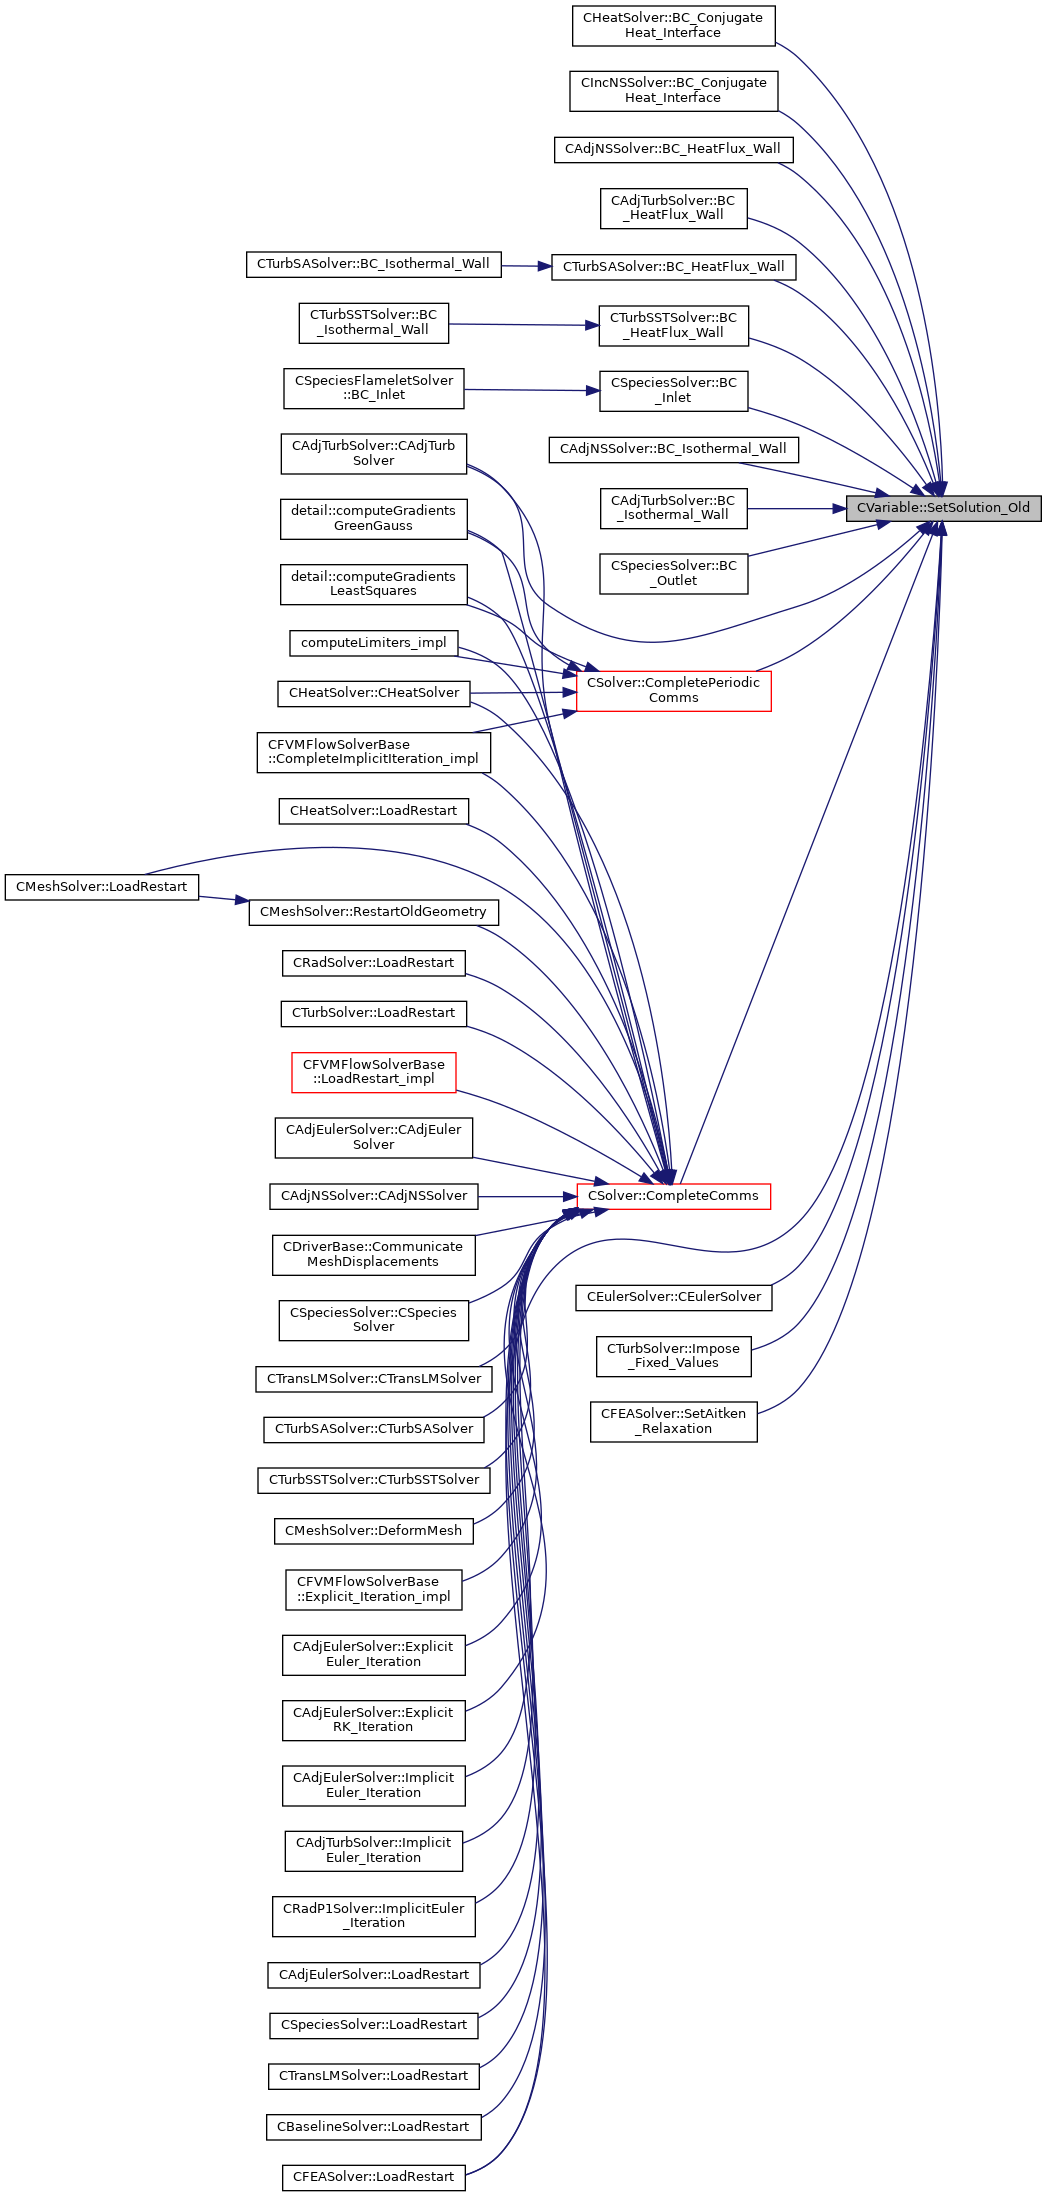 CHeatSolver::BC_Conjugate
Heat_Interface
CIncNSSolver::BC_Conjugate
Heat_Interface
CAdjNSSolver::BC_HeatFlux_Wall
CAdjTurbSolver::BC
_HeatFlux_Wall
CTurbSASolver::BC_Isothermal_Wall
CTurbSASolver::BC_HeatFlux_Wall
CTurbSSTSolver::BC
_Isothermal_Wall
CTurbSSTSolver::BC
_HeatFlux_Wall
CSpeciesFlameletSolver
::BC_Inlet
CSpeciesSolver::BC
_Inlet
CAdjTurbSolver::CAdjTurb
Solver
CAdjNSSolver::BC_Isothermal_Wall
CAdjTurbSolver::BC
_Isothermal_Wall
CVariable::SetSolution_Old
detail::computeGradients
GreenGauss
CSpeciesSolver::BC
_Outlet
detail::computeGradients
LeastSquares
computeLimiters_impl
CHeatSolver::CHeatSolver
CSolver::CompletePeriodic
Comms
CFVMFlowSolverBase
::CompleteImplicitIteration_impl
CHeatSolver::LoadRestart
CMeshSolver::LoadRestart
CMeshSolver::RestartOldGeometry
CRadSolver::LoadRestart
CTurbSolver::LoadRestart
CFVMFlowSolverBase
::LoadRestart_impl
CAdjEulerSolver::CAdjEuler
Solver
CAdjNSSolver::CAdjNSSolver
CSolver::CompleteComms
CDriverBase::Communicate
MeshDisplacements
CSpeciesSolver::CSpecies
Solver
CEulerSolver::CEulerSolver
CTurbSolver::Impose
_Fixed_Values
CTransLMSolver::CTransLMSolver
CFEASolver::SetAitken
_Relaxation
CTurbSASolver::CTurbSASolver
CTurbSSTSolver::CTurbSSTSolver
CMeshSolver::DeformMesh
CFVMFlowSolverBase
::Explicit_Iteration_impl
CAdjEulerSolver::Explicit
Euler_Iteration
CAdjEulerSolver::Explicit
RK_Iteration
CAdjEulerSolver::Implicit
Euler_Iteration
CAdjTurbSolver::Implicit
Euler_Iteration
CRadP1Solver::ImplicitEuler
_Iteration
CAdjEulerSolver::LoadRestart
CSpeciesSolver::LoadRestart
CTransLMSolver::LoadRestart
CBaselineSolver::LoadRestart
CFEASolver::LoadRestart